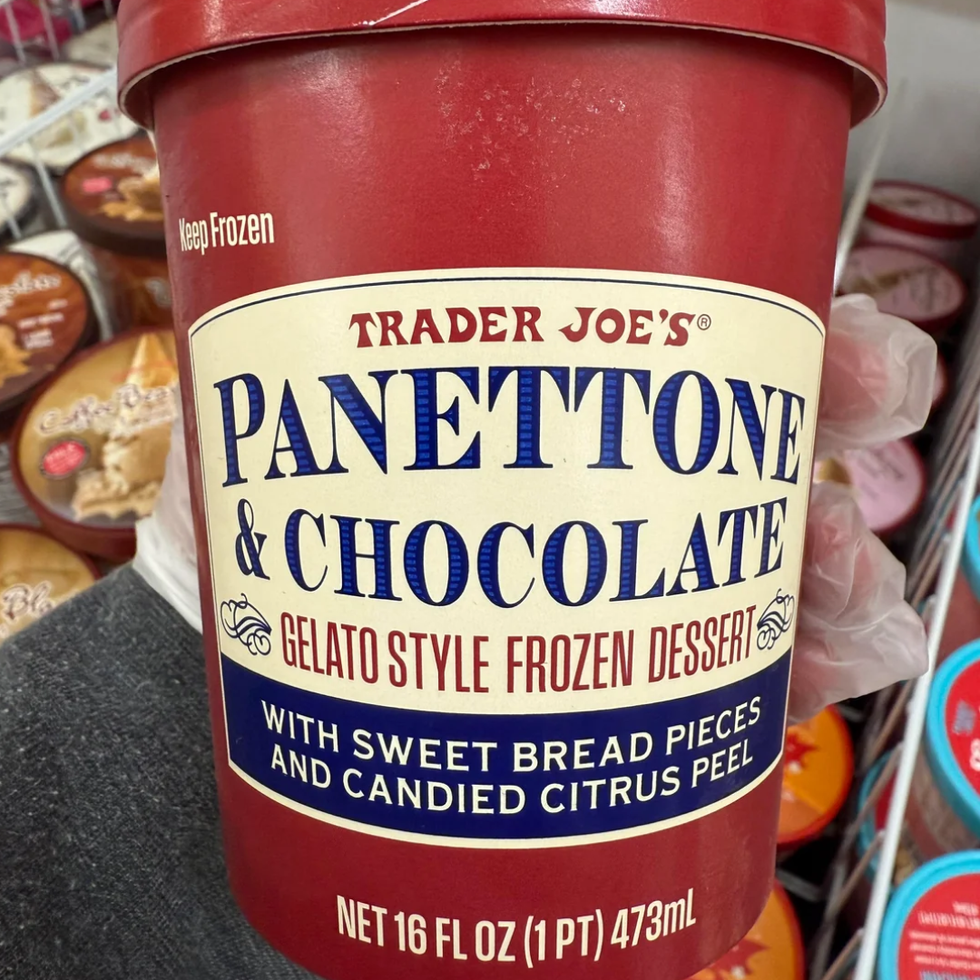 Keep Frozen
TRADER JOE'S®
PANETTONE
& CHOCOLATE
GELATO STYLE FROZEN DESSERT
WITH SWEET BREAD PIECES
AND CANDIED CITRUS PEEL
NET 16 FL OZ (1 PT) 473mL